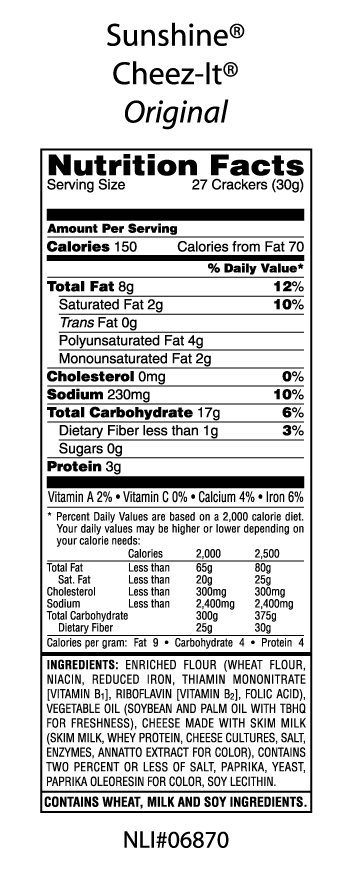 Sunshine®
Cheez-It®
Original
Nutrition Facts
Serving Size 27 Crackers (30g)
Amount Per Serving
Calories 150 Calories from Fat 70
% Daily Value*
Total Fat 8g 12%
Saturated Fat 2g 10%
Trans Fat 0g
Polyunsaturated Fat 4g
Monounsaturated Fat 2g
Cholesterol 0mg 0%
Sodium 230mg 10%
Total Carbohydrate 17g 6%
Dietary Fiber less than 1g 3%
Sugars 0g
Protein 3g
Vitamin A 2% • Vitamin C 0% • Calcium 4% • Iron 6%
* Percent Daily Values are based on a 2,000 calorie diet.
Your daily values may be higher or lower depending on
your calorie needs:
Calories 2,000 2,500
Total Fat Less than 65g 80g
Sat. Fat Less than 20g 25g
Cholesterol Less than 300mg 300mg
Sodium Less than 2,400mg 2,400mg
Total Carbohydrate 300g 375g
Dietary Fiber 25g 30g
Calories per gram: Fat 9 • Carbohydrate 4 • Protein 4
INGREDIENTS: ENRICHED FLOUR (WHEAT FLOUR,
NIACIN, REDUCED IRON, THIAMIN MONONITRATE
[VITAMIN B₁], RIBOFLAVIN [VITAMIN B₂], FOLIC ACID),
VEGETABLE OIL (SOYBEAN AND PALM OIL WITH TBHQ
FOR FRESHNESS), CHEESE MADE WITH SKIM MILK
(SKIM MILK, WHEY PROTEIN, CHEESE CULTURES, SALT,
ENZYMES, ANNATTO EXTRACT FOR COLOR), CONTAINS
TWO PERCENT OR LESS OF SALT, PAPRIKA, YEAST,
PAPRIKA OLEORESIN FOR COLOR, SOY LECITHIN.
CONTAINS WHEAT, MILK AND SOY INGREDIENTS.
NLI#06870